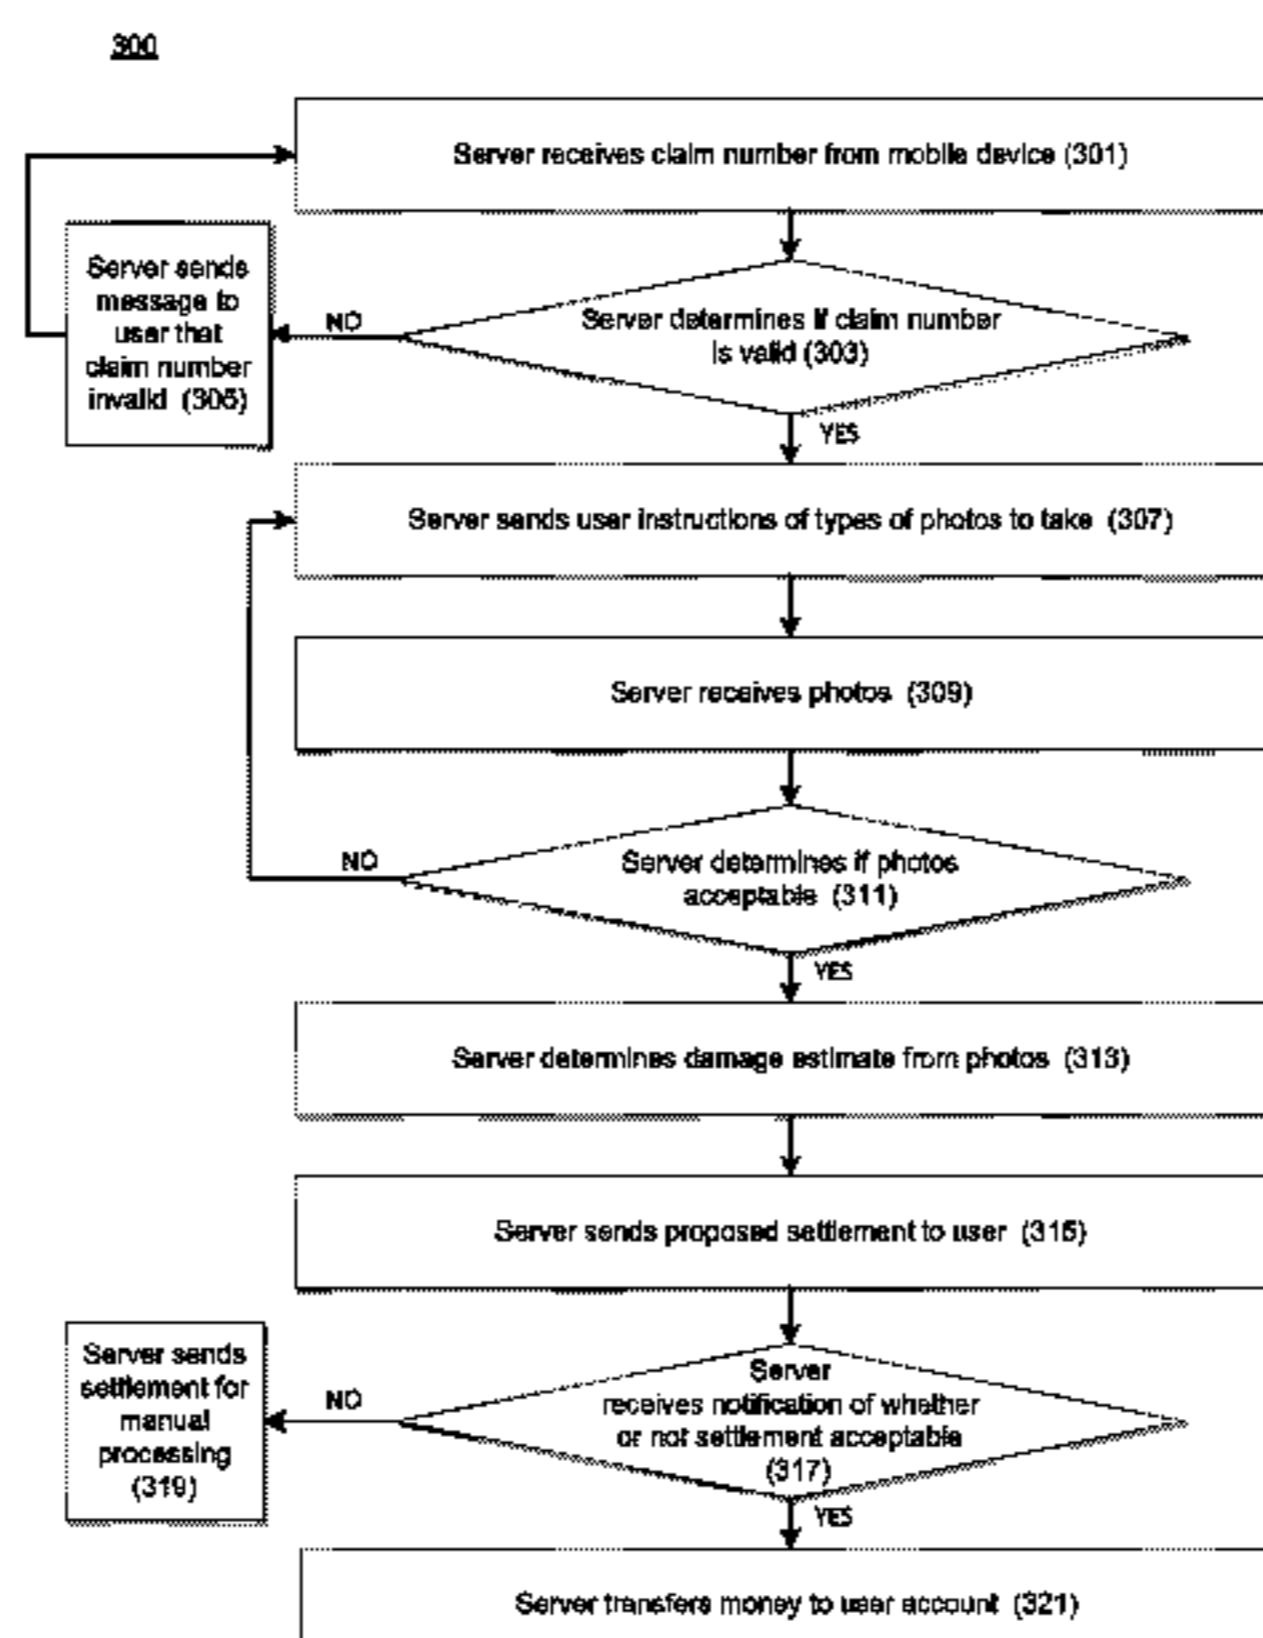 300
Server receives claim number from mobile device (301)
Server determines if claim number
is valid (303)
NO
Server sends
message to
user that
claim number
invalid (305)
YES
Server sends user instructions of types of photos to take (307)
Server receives photos (309)
Server determines if photos
acceptable (311)
NO
YES
Server determines damage estimate from photos (313)
Server sends proposed settlement to user (315)
Server
receives notification of whether
or not settlement acceptable
(317)
NO
Server sends
settlement for
manual
processing
(319)
YES
Server transfers money to user account (321)